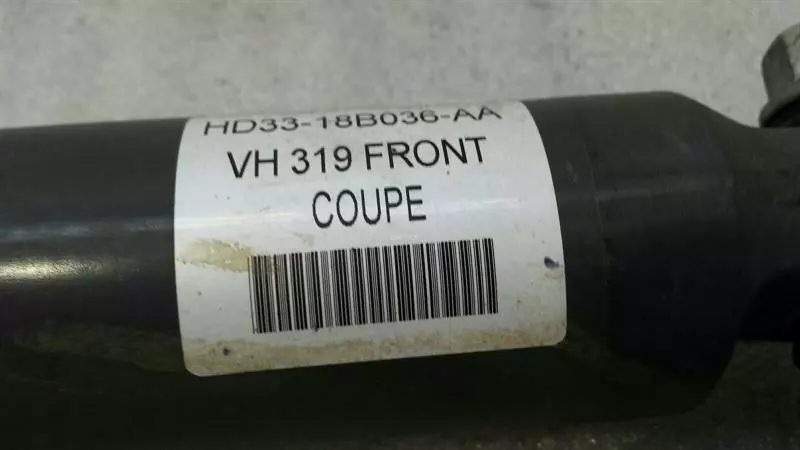 HD33-18B036-AA
VH 319 FRONT
COUPE